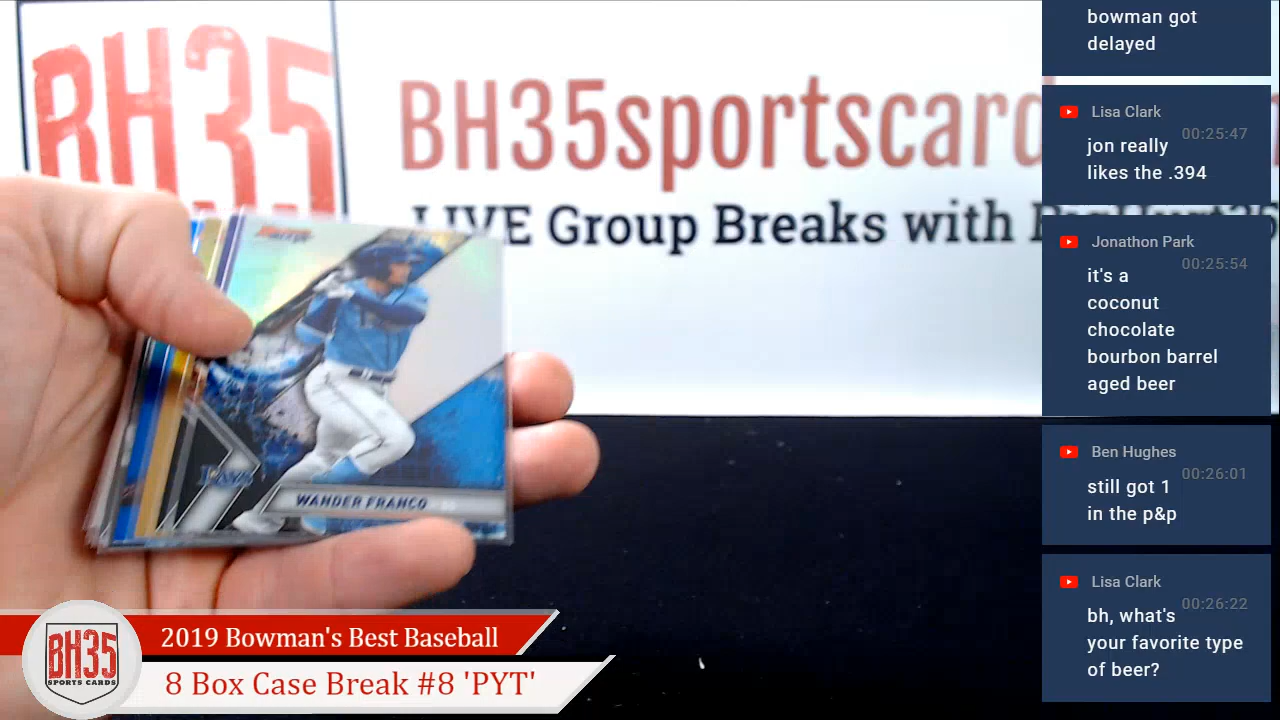 BH35
BH35sportscard
LIVE Group Breaks with
RAYS
WANDER FRANCO
BH35
SPORTS CARDS
2019 Bowman's Best Baseball
8 Box Case Break #8 'PYT'
bowman got
delayed
Lisa Clark
00:25:47
jon really
likes the .394
Jonathon Park
00:25:54
it's a
coconut
chocolate
bourbon barrel
aged beer
Ben Hughes
00:26:01
still got 1
in the p&p
Lisa Clark
00:26:22
bh, what's
your favorite type
of beer?